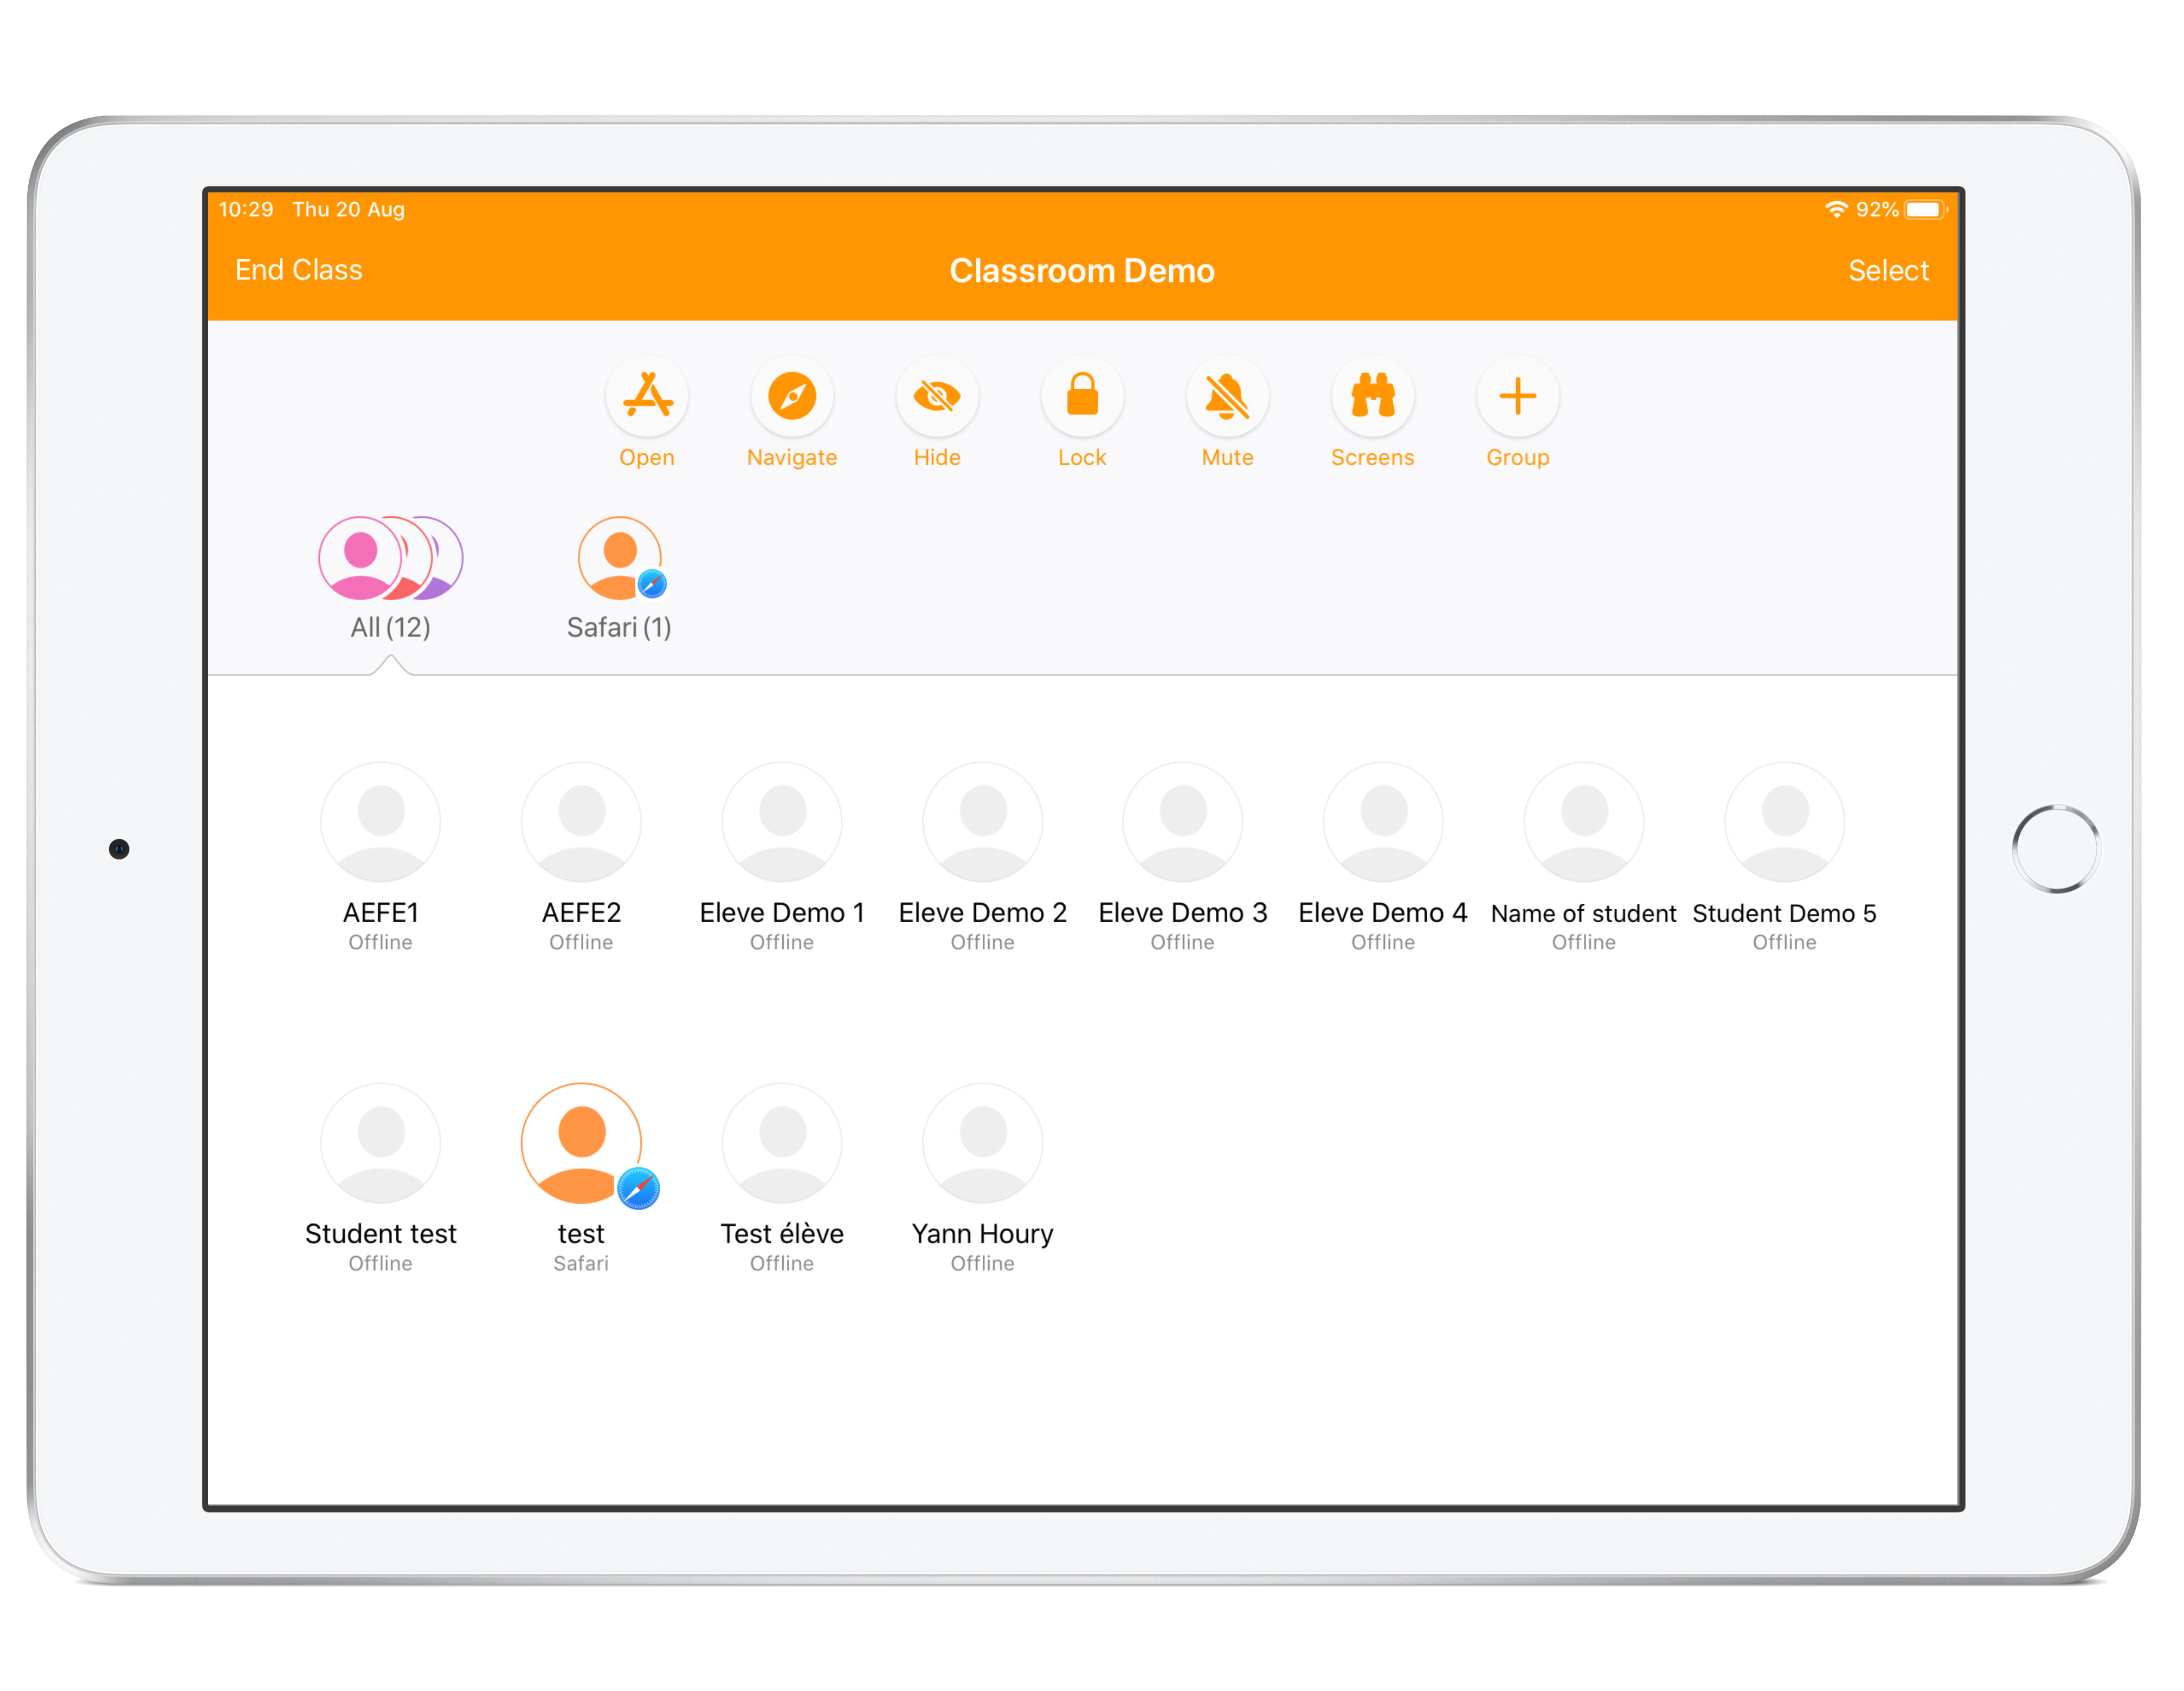 10:29 Thu 20 Aug 92%
End Class Classroom Demo Select
Open Navigate Hide Lock Mute Screens Group
All (12) Safari (1)
AEFE1 AEFE2 Eleve Demo 1 Eleve Demo 2 Eleve Demo 3 Eleve Demo 4 Name of student Student Demo 5
Offline Offline Offline Offline Offline Offline Offline Offline
Student test test Test élève Yann Houry
Offline Safari Offline Offline